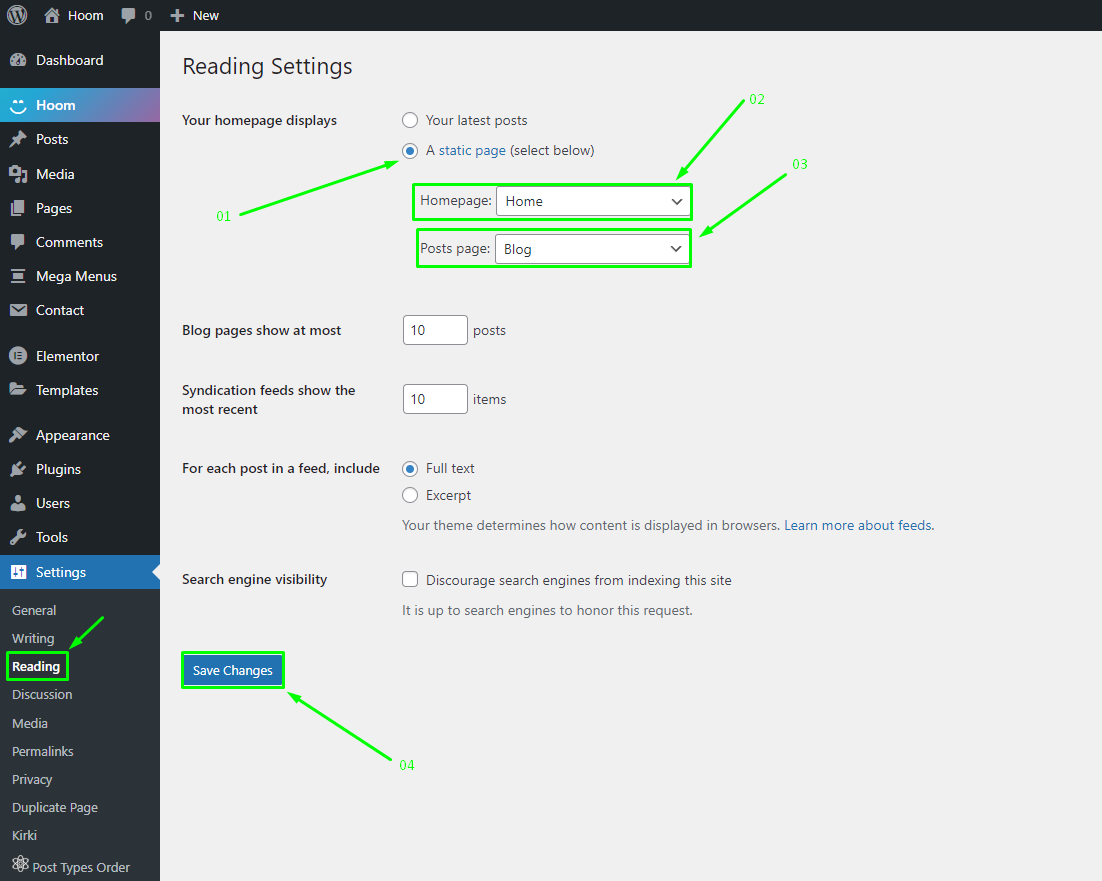 Hoom 0 New
Dashboard
Hoom
Posts
Media
Pages
Comments
Mega Menus
Contact
Elementor
Templates
Appearance
Plugins
Users
Tools
Settings
General
Writing
Reading
Discussion
Media
Permalinks
Privacy
Duplicate Page
Kirki
Post Types Order
Reading Settings
Your homepage displays
Your latest posts
A static page (select below)
01
02
03
Homepage: Home
Posts page: Blog
Blog pages show at most 10 posts
Syndication feeds show the
most recent
10 items
For each post in a feed, include
Full text
Excerpt
Your theme determines how content is displayed in browsers. Learn more about feeds.
Search engine visibility
Discourage search engines from indexing this site
It is up to search engines to honor this request.
Save Changes
04